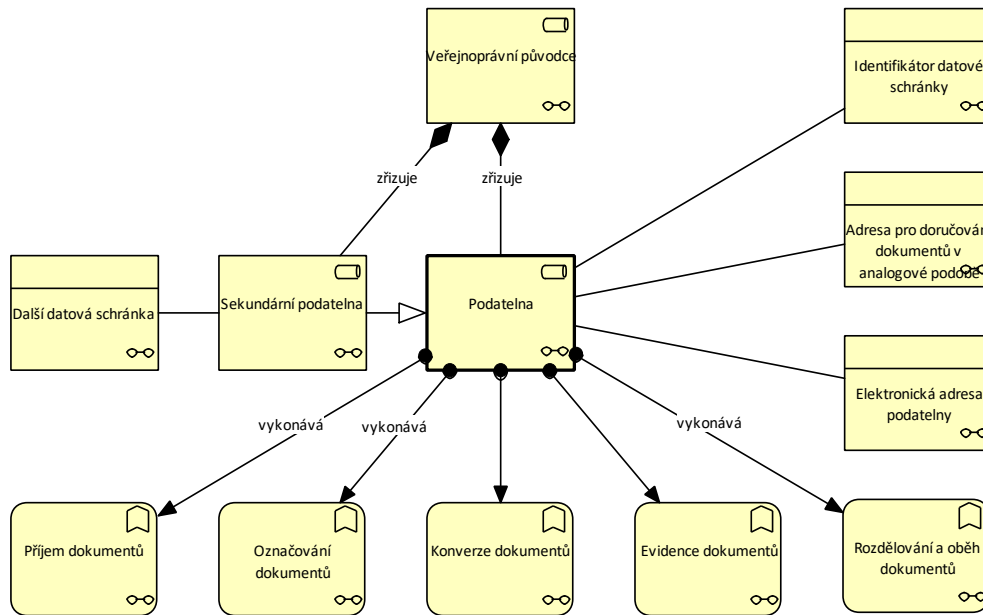 Veřejnoprávní původce
Identifikátor datové
schránky
zřizuje
zřizuje
Adresa pro doručování
dokumentů v
analogové podobě
Další datová schránka
Sekundární podatelna
Podatelna
Elektronická adresa
podatelny
vykonává
vykonává
vykonává
Příjem dokumentů
Označování
dokumentů
Konverze dokumentů
Evidence dokumentů
Rozdělování a oběh
dokumentů